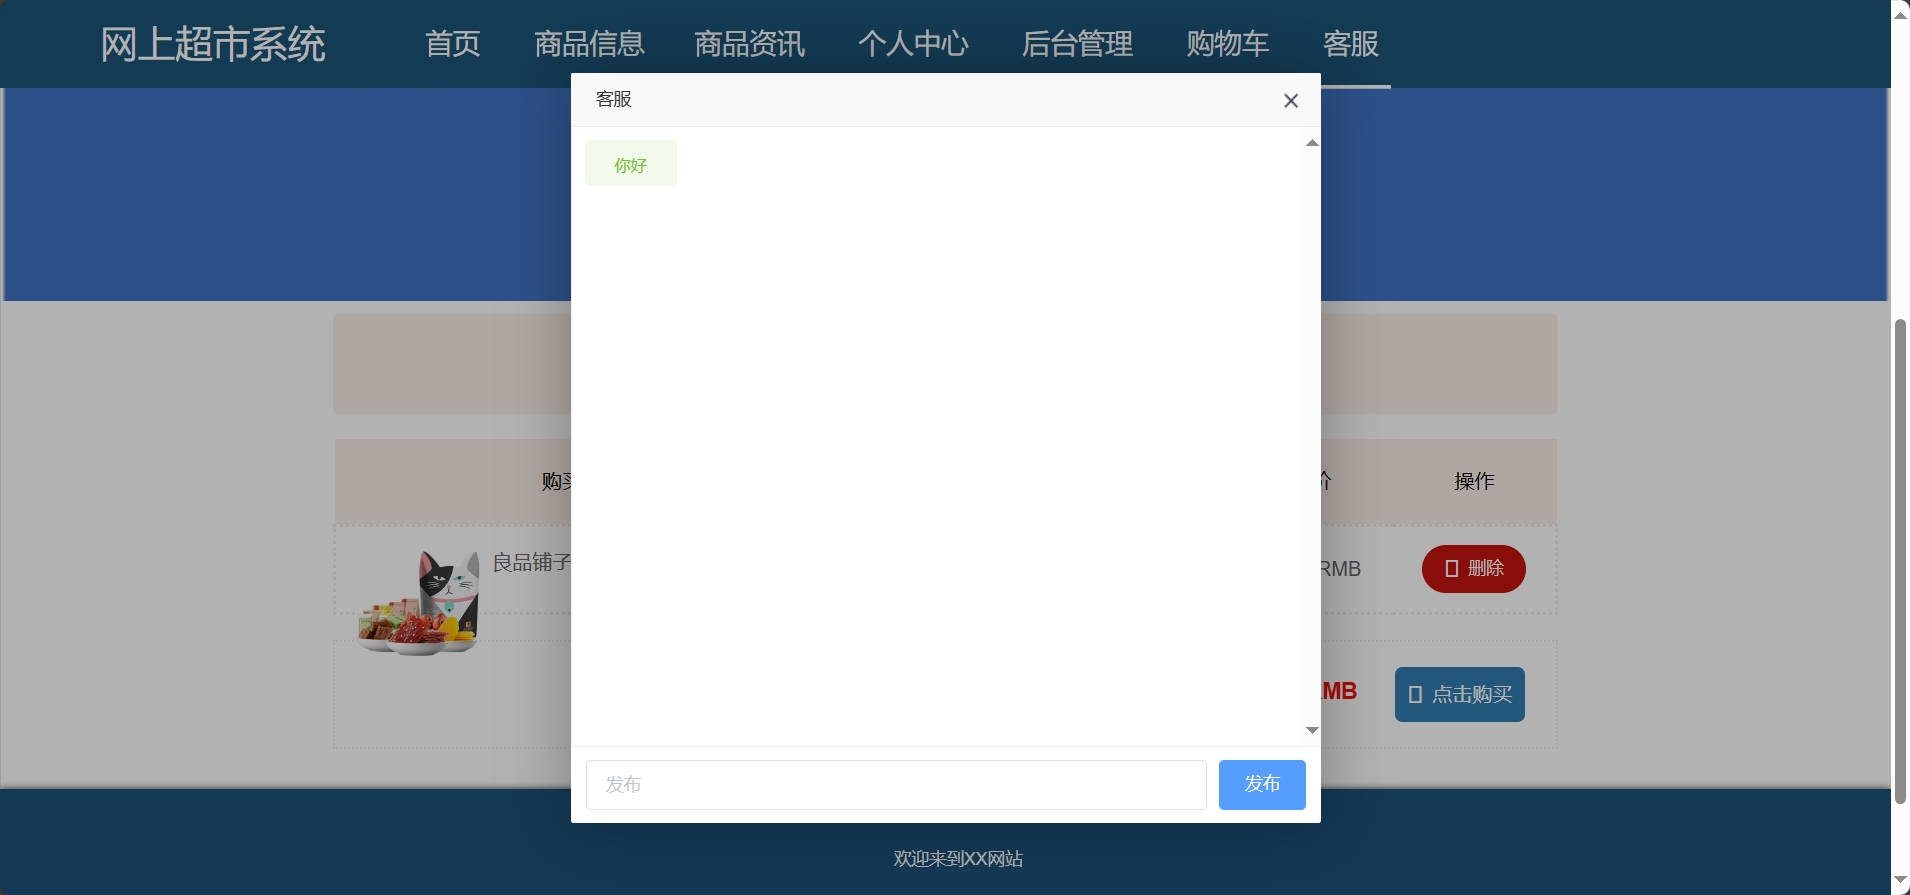 网上超市系统 首页 商品信息 商品资讯 个人中心 后台管理 购物车 客服
客服
你好
购买 价 操作
良品铺子 RMB 删除
MB 点击购买
发布 发布
欢迎来到XX网站